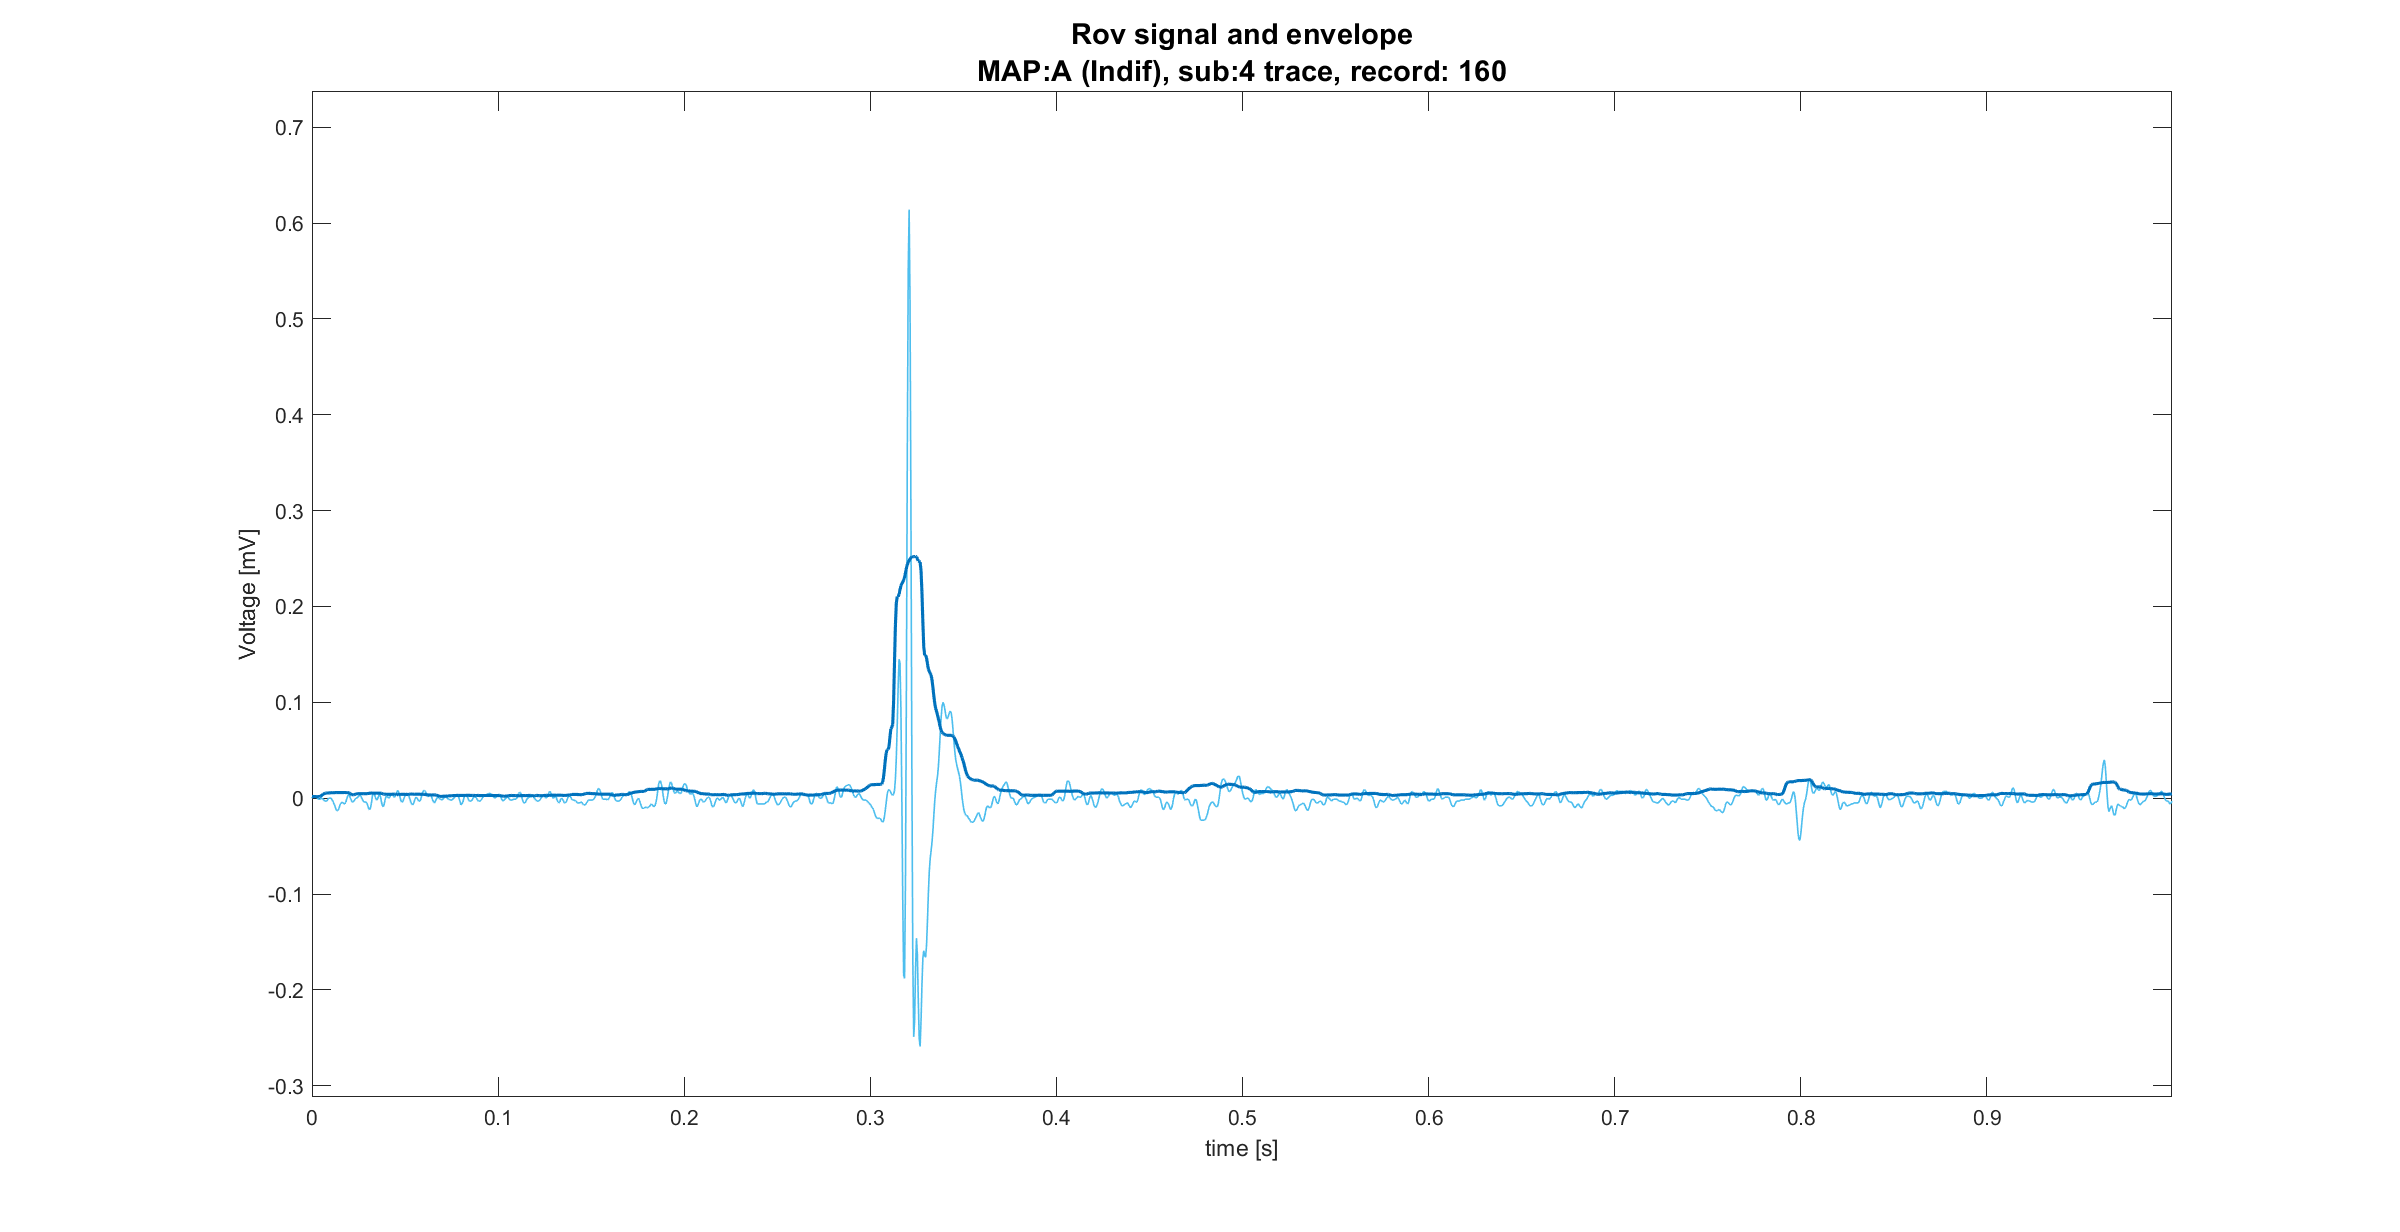 Rov signal and envelope
MAP:A (Indif), sub:4 trace, record: 160
0.7
0.6
0.5
0.4
0.3
0.2
0.1
0
-0.1
-0.2
-0.3
Voltage [mV]
0 0.1 0.2 0.3 0.4 0.5 0.6 0.7 0.8 0.9
time [s]